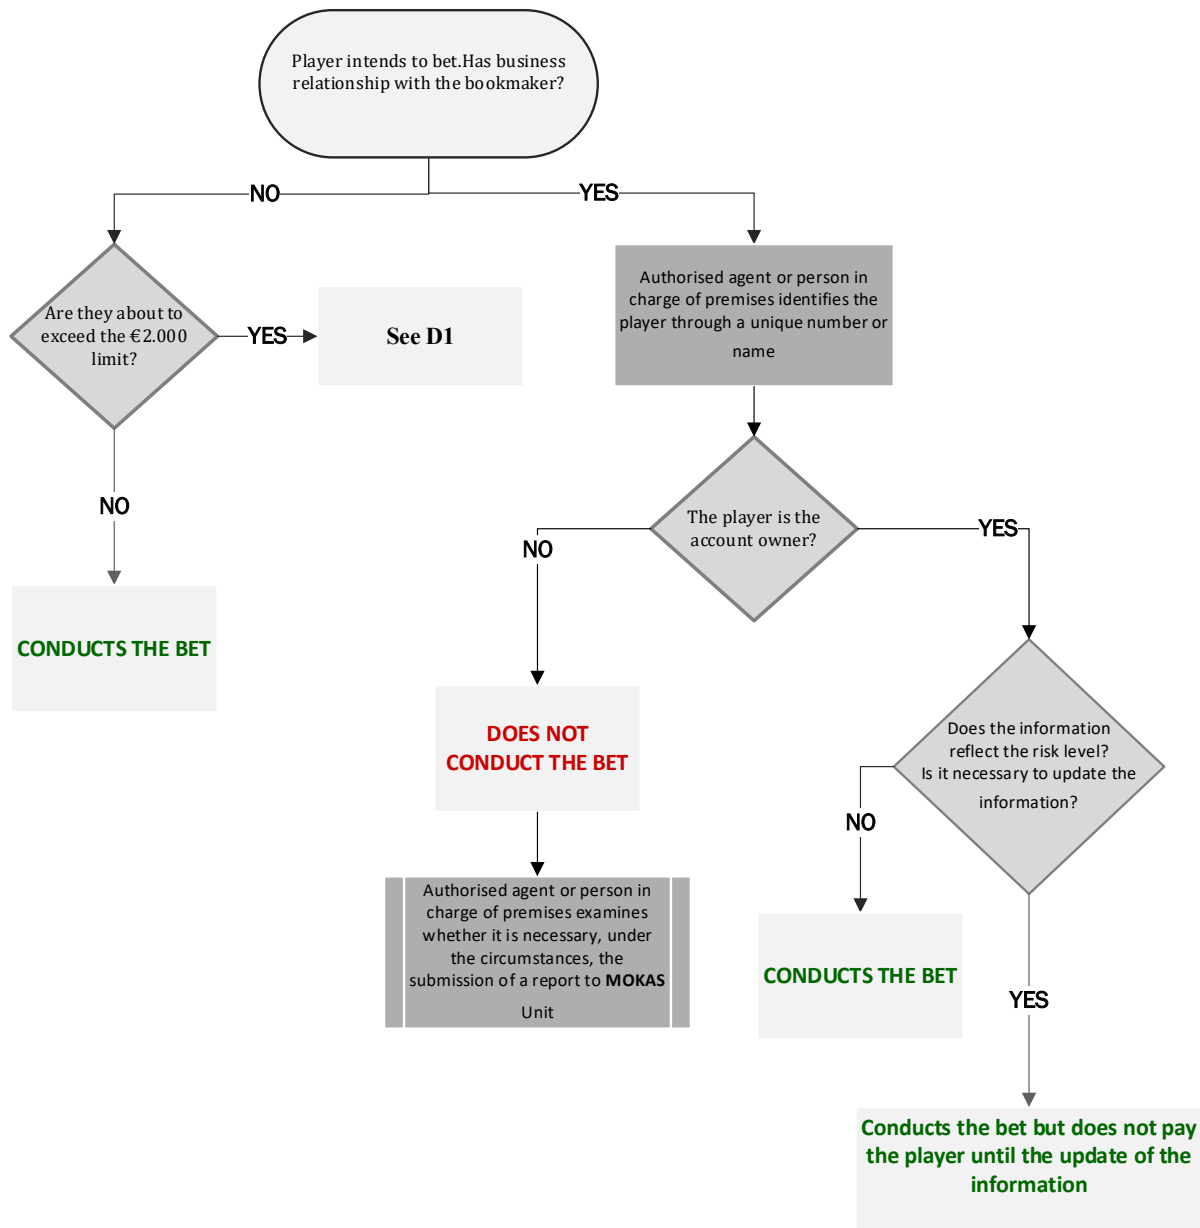 Player intends to bet.Has business
relationship with the bookmaker?
NO
YES
Are they about to
exceed the €2.000
limit?
YES
See D1
Authorised agent or person in
charge of premises identifies the
player through a unique number or
name
NO
CONDUCTS THE BET
The player is the
account owner?
NO
YES
DOES NOT
CONDUCT THE BET
Authorised agent or person in
charge of premises examines
whether it is necessary, under
the circumstances, the
submission of a report to MOKAS
Unit
Does the information
reflect the risk level?
Is it necessary to update the
information?
NO
CONDUCTS THE BET
YES
Conducts the bet but does not pay
the player until the update of the
information